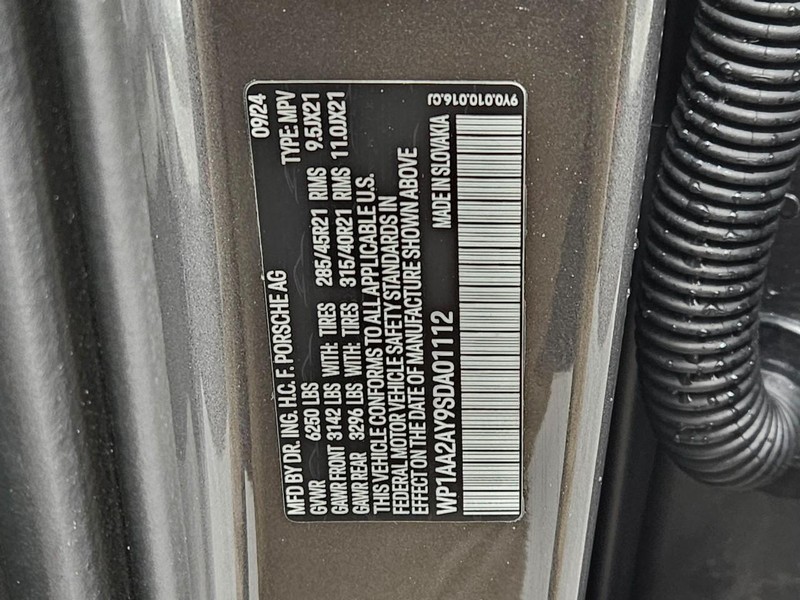 MFD BY DR. ING. H.C. F. PORSCHE AG 09/24
GVWR 6250 LBS TYPE: MPV
GAWR FRONT 3142 LBS WITH: TIRES 285/45R21 RIMS 9.5JX21
GAWR REAR 3296 LBS WITH: TIRES 315/40R21 RIMS 11.0JX21
THIS VEHICLE CONFORMS TO ALL APPLICABLE U.S.
FEDERAL MOTOR VEHICLE SAFETY STANDARDS IN
EFFECT ON THE DATE OF MANUFACTURE SHOWN ABOVE
WP1AA2AY9SDA01112 MADE IN SLOVAKIA
9Y0.010.016.CJ